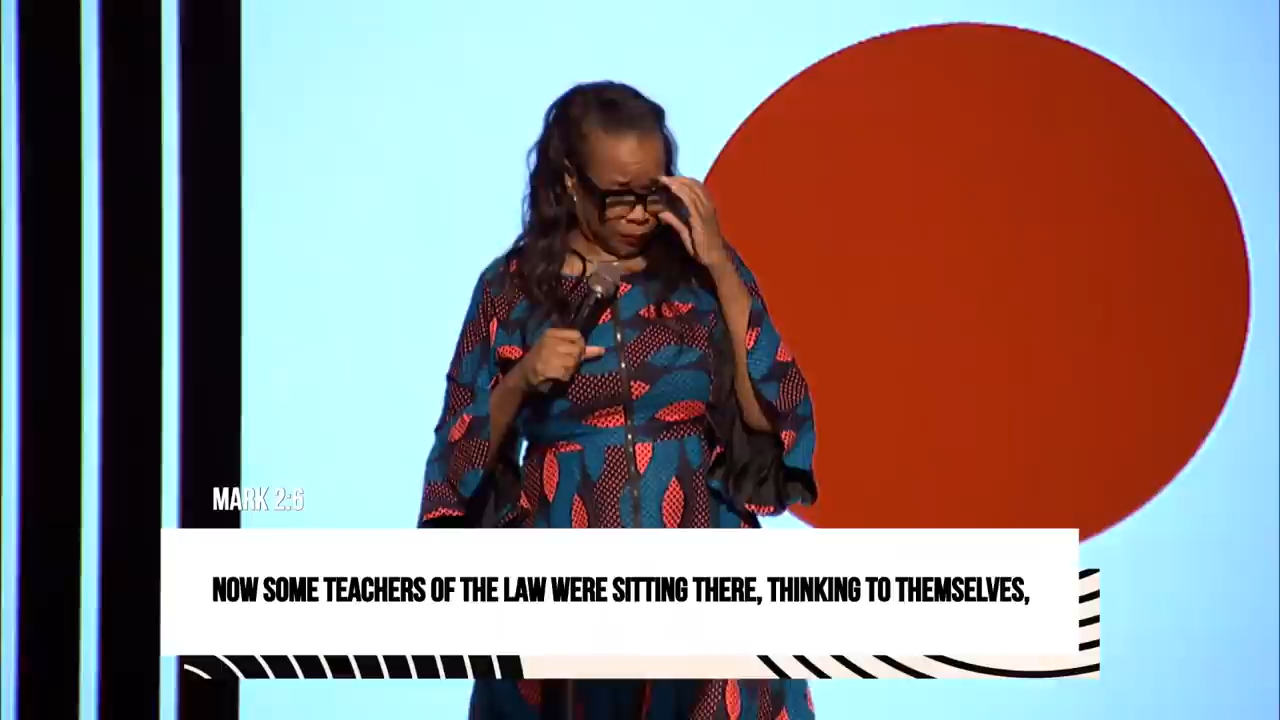 MARK 2:6
NOW SOME TEACHERS OF THE LAW WERE SITTING THERE, THINKING TO THEMSELVES,